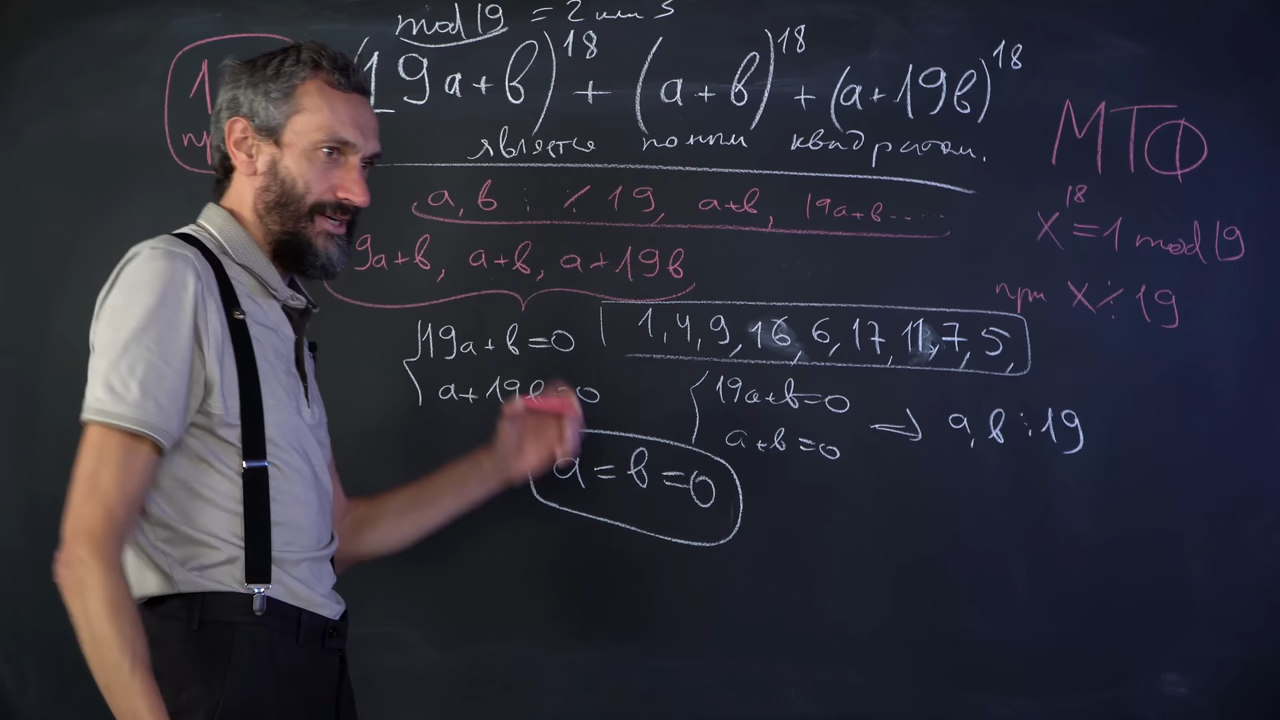 mod 19 = 2 или 3
1
(19a+b)^18 + (a+b)^18 + (a+19b)^18
является полным квадратом.
МТФ
a, b ⋮ ⁒ 19, a+b, 19a+b.....
x^18 = 1 mod 19
9a+b, a+b, a+19b
при x ⁒ 19
19a+b=0
1, 4, 9, 16, 6, 17, 11, 7, 5,
a+19b=0
19a+b=0
a+b=0
=> a, b ⋮ 19
a=b=0